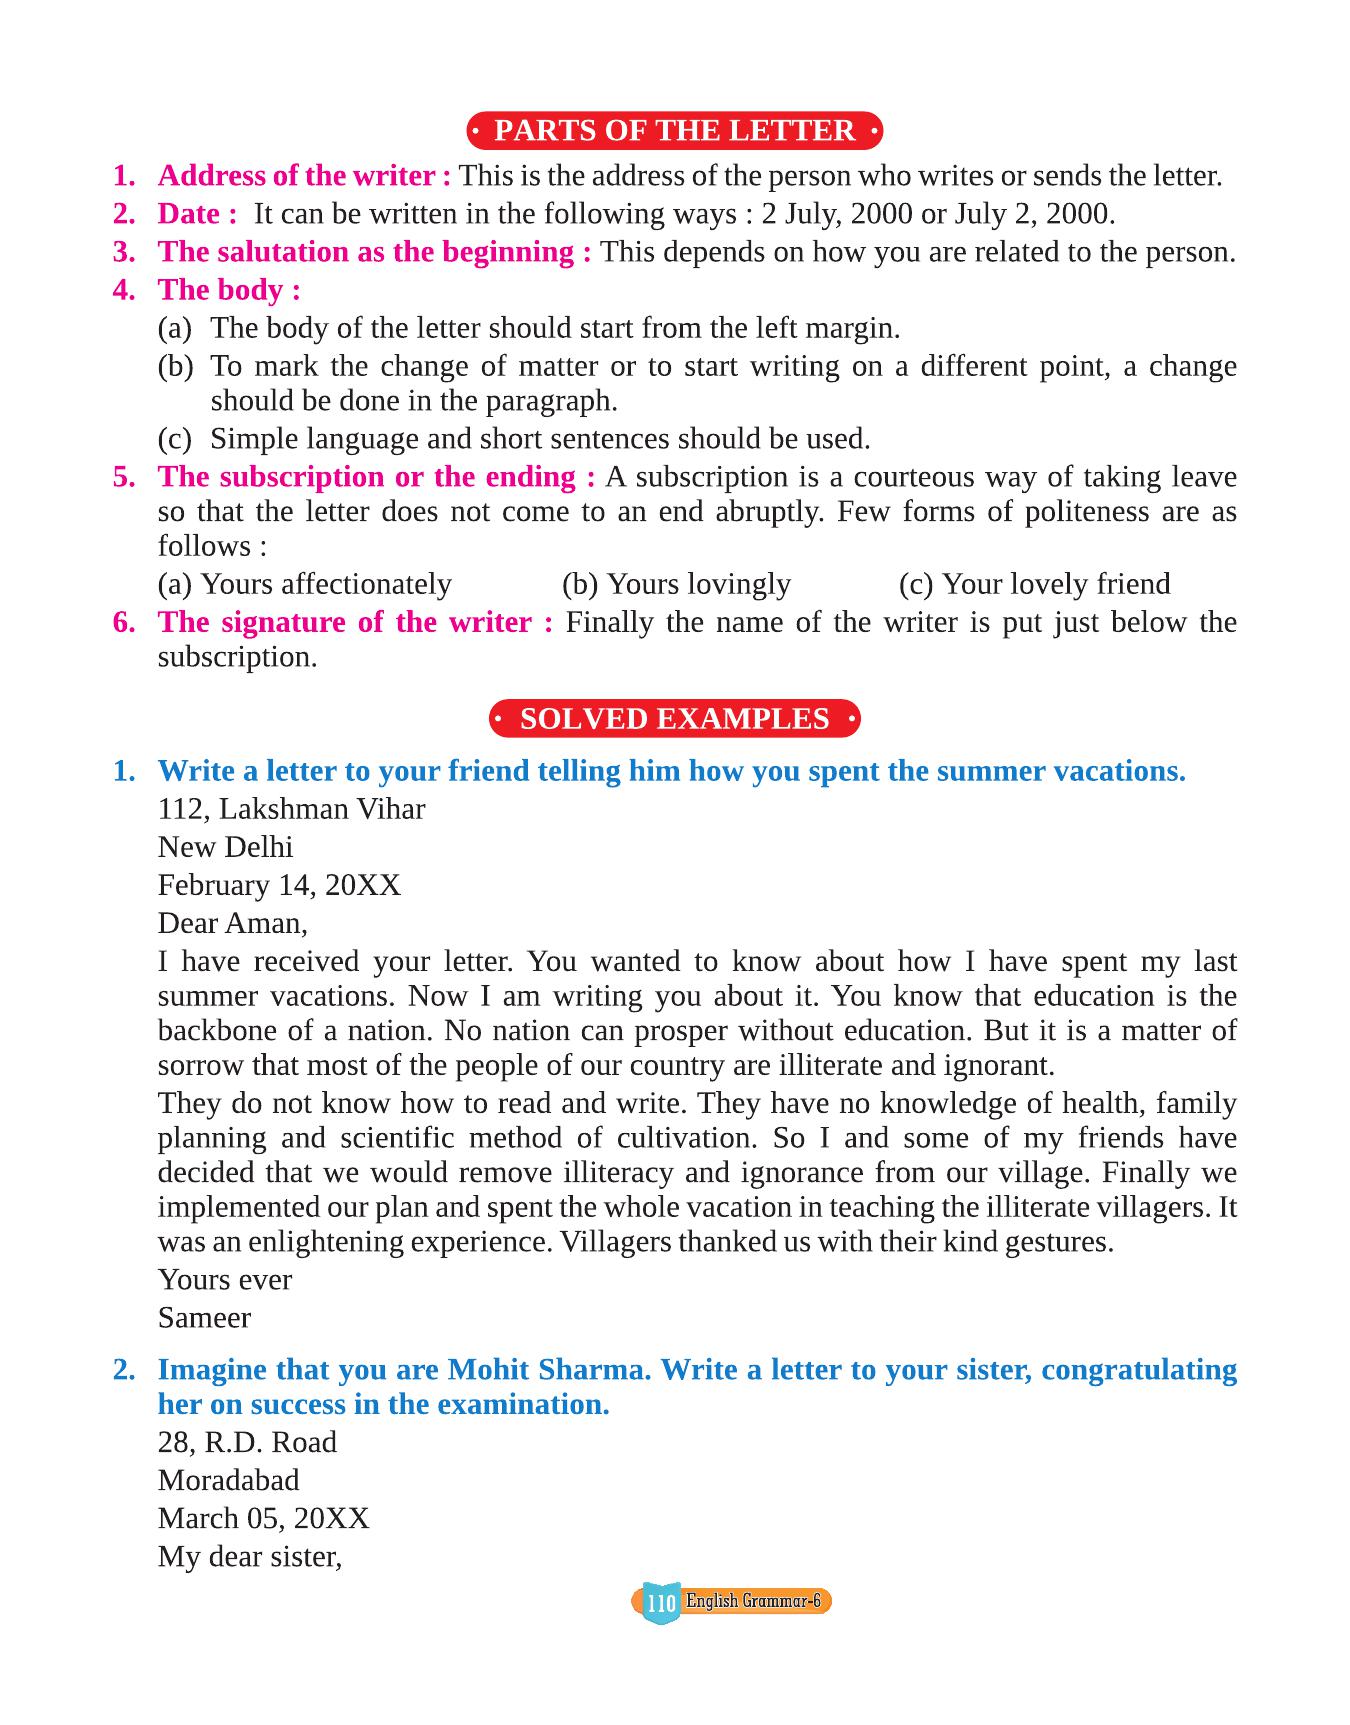 • PARTS OF THE LETTER •
1. Address of the writer : This is the address of the person who writes or sends the letter.
2. Date : It can be written in the following ways : 2 July, 2000 or July 2, 2000.
3. The salutation as the beginning : This depends on how you are related to the person.
4. The body :
(a) The body of the letter should start from the left margin.
(b) To mark the change of matter or to start writing on a different point, a change
should be done in the paragraph.
(c) Simple language and short sentences should be used.
5. The subscription or the ending : A subscription is a courteous way of taking leave
so that the letter does not come to an end abruptly. Few forms of politeness are as
follows :
(a) Yours affectionately (b) Yours lovingly (c) Your lovely friend
6. The signature of the writer : Finally the name of the writer is put just below the
subscription.
• SOLVED EXAMPLES •
1. Write a letter to your friend telling him how you spent the summer vacations.
112, Lakshman Vihar
New Delhi
February 14, 20XX
Dear Aman,
I have received your letter. You wanted to know about how I have spent my last
summer vacations. Now I am writing you about it. You know that education is the
backbone of a nation. No nation can prosper without education. But it is a matter of
sorrow that most of the people of our country are illiterate and ignorant.
They do not know how to read and write. They have no knowledge of health, family
planning and scientific method of cultivation. So I and some of my friends have
decided that we would remove illiteracy and ignorance from our village. Finally we
implemented our plan and spent the whole vacation in teaching the illiterate villagers. It
was an enlightening experience. Villagers thanked us with their kind gestures.
Yours ever
Sameer
2. Imagine that you are Mohit Sharma. Write a letter to your sister, congratulating
her on success in the examination.
28, R.D. Road
Moradabad
March 05, 20XX
My dear sister,
110 English Grammar-6